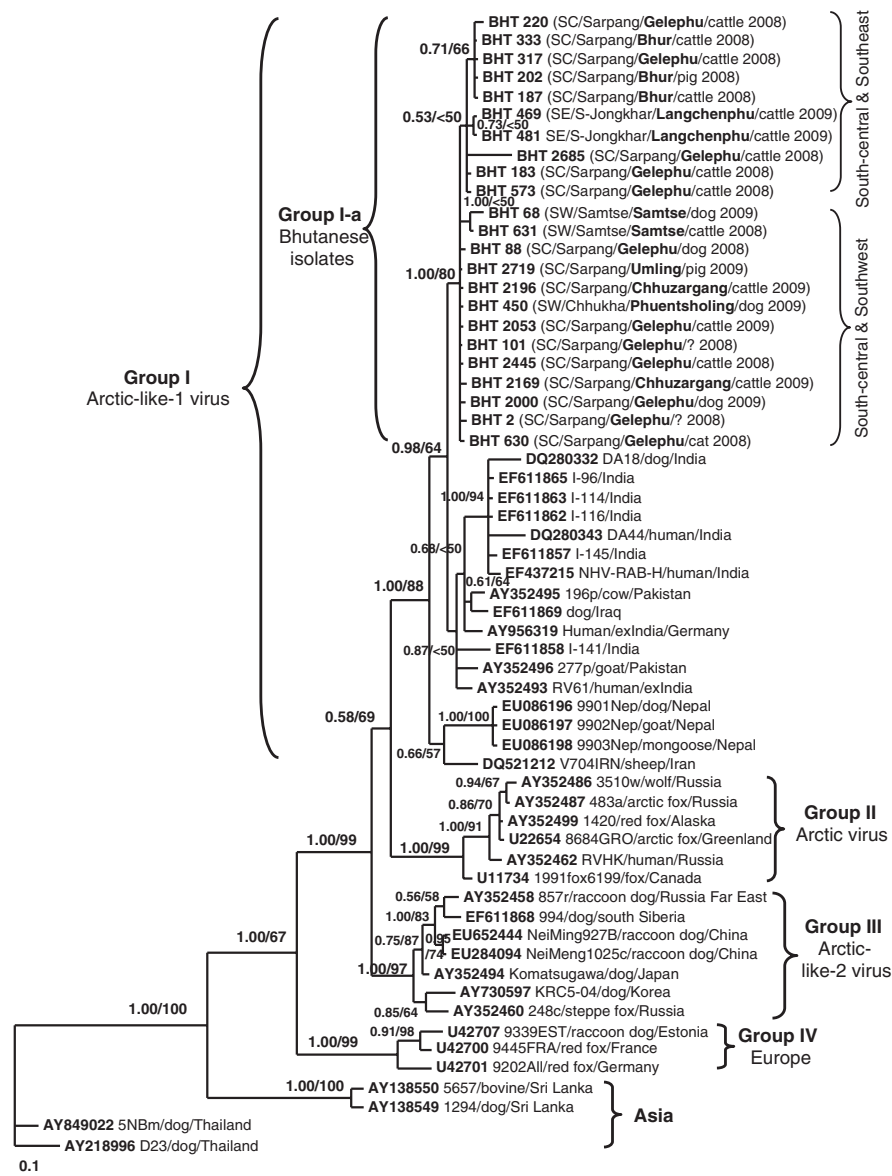 BHT 220 (SC/Sarpang/Gelephu/cattle 2008)
0.71/66
BHT 333 (SC/Sarpang/Bhur/cattle 2008)
BHT 317 (SC/Sarpang/Gelephu/cattle 2008)
BHT 202 (SC/Sarpang/Bhur/pig 2008)
BHT 187 (SC/Sarpang/Bhur/cattle 2008)
0.53/<50
BHT 469 (SE/S-Jongkhar/Langchenphu/cattle 2009)
0.73/<50
BHT 481 SE/S-Jongkhar/Langchenphu/cattle 2009)
BHT 2685 (SC/Sarpang/Gelephu/cattle 2008)
BHT 183 (SC/Sarpang/Gelephu/cattle 2008)
BHT 573 (SC/Sarpang/Gelephu/cattle 2008)
South-central & Southeast
1.00/<50
BHT 68 (SW/Samtse/Samtse/dog 2009)
BHT 631 (SW/Samtse/Samtse/cattle 2008)
BHT 88 (SC/Sarpang/Gelephu/dog 2008)
Group I-a
Bhutanese
isolates
1.00/80
BHT 2719 (SC/Sarpang/Umling/pig 2009)
BHT 2196 (SC/Sarpang/Chhuzargang/cattle 2009)
BHT 450 (SW/Chhukha/Phuentsholing/dog 2009)
BHT 2053 (SC/Sarpang/Gelephu/cattle 2009)
BHT 101 (SC/Sarpang/Gelephu/? 2008)
BHT 2445 (SC/Sarpang/Gelephu/cattle 2008)
BHT 2169 (SC/Sarpang/Chhuzargang/cattle 2009)
BHT 2000 (SC/Sarpang/Gelephu/dog 2009)
BHT 2 (SC/Sarpang/Gelephu/? 2008)
BHT 630 (SC/Sarpang/Gelephu/cat 2008)
South-central & Southwest
Group I
Arctic-like-1 virus
0.98/64
DQ280332 DA18/dog/India
EF611865 I-96/India
1.00/94
EF611863 I-114/India
EF611862 I-116/India
DQ280343 DA44/human/India
0.68/<50
EF611857 I-145/India
EF437215 NHV-RAB-H/human/India
0.61/64
1.00/88
AY352495 196p/cow/Pakistan
EF611869 dog/Iraq
AY956319 Human/exIndia/Germany
0.87/<50
EF611858 I-141/India
AY352496 277p/goat/Pakistan
AY352493 RV61/human/exIndia
EU086196 9901Nep/dog/Nepal
1.00/100
0.58/69
EU086197 9902Nep/goat/Nepal
EU086198 9903Nep/mongoose/Nepal
0.66/57
DQ521212 V704IRN/sheep/Iran
0.94/67
AY352486 3510w/wolf/Russia
0.86/70
AY352487 483a/arctic fox/Russia
AY352499 1420/red fox/Alaska
1.00/91
U22654 8684GRO/arctic fox/Greenland
1.00/99
AY352462 RVHK/human/Russia
U11734 1991fox6199/fox/Canada
Group II
Arctic virus
1.00/99
0.56/58
AY352458 857r/raccoon dog/Russia Far East
1.00/83
EF611868 994/dog/south Siberia
0.75/87
0.95
/74
EU652444 NeiMing927B/raccoon dog/China
EU284094 NeiMeng1025c/raccoon dog/China
1.00/97
AY352494 Komatsugawa/dog/Japan
AY730597 KRC5-04/dog/Korea
0.85/64
AY352460 248c/steppe fox/Russia
Group III
Arctic-
like-2 virus
1.00/67
0.91/98
U42707 9339EST/raccoon dog/Estonia
1.00/99
U42700 9445FRA/red fox/France
U42701 9202All/red fox/Germany
Group IV
Europe
1.00/100
1.00/100
AY138550 5657/bovine/Sri Lanka
AY138549 1294/dog/Sri Lanka
AY849022 5NBm/dog/Thailand
AY218996 D23/dog/Thailand
Asia
0.1